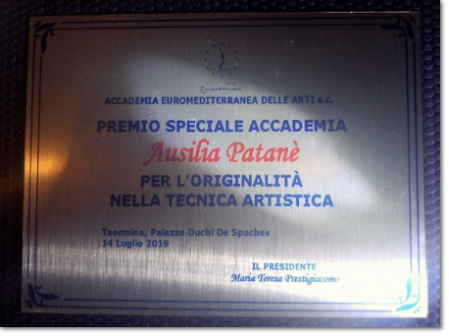 ACCADEMIA EUROMEDITERRANEA DELLE ARTI a.c.
PREMIO SPECIALE ACCADEMIA
Ausilia Patanè
PER L'ORIGINALITÀ
NELLA TECNICA ARTISTICA
Taormina, Palazzo Duchi De Spuches
14 Luglio 2019
IL PRESIDENTE
Maria Teresa Prestigiacomo